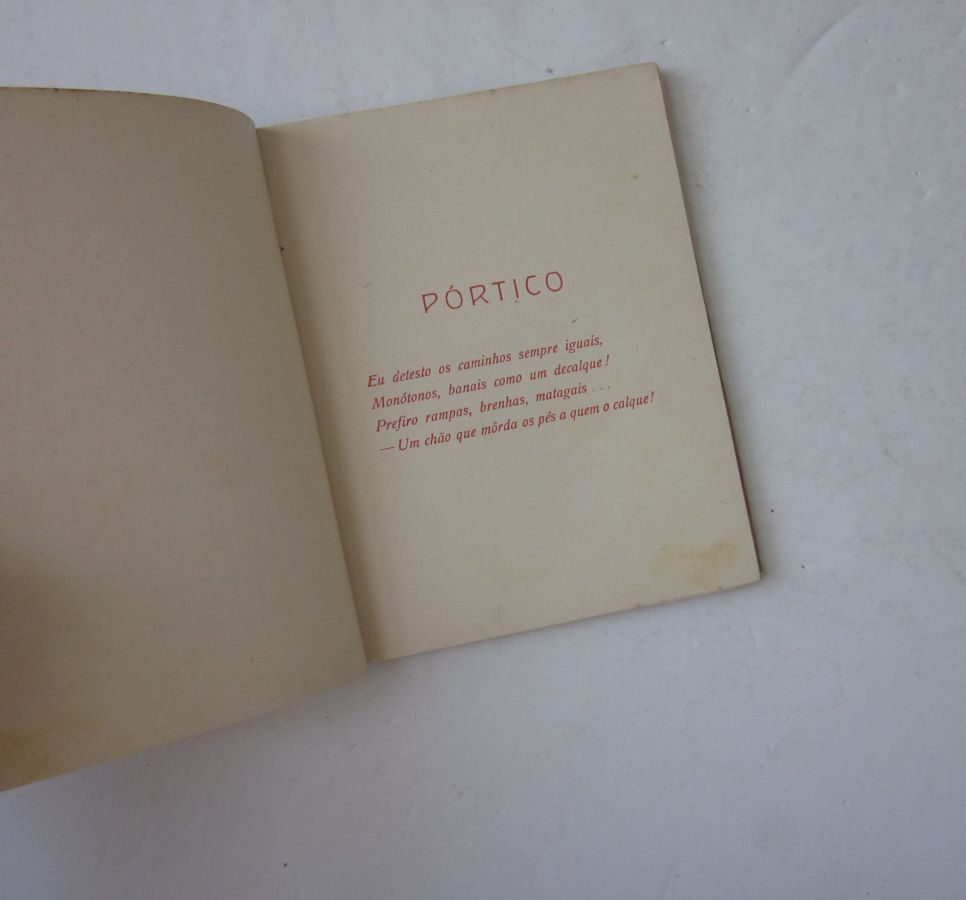 PÓRTICO
Eu detesto os caminhos sempre iguais,
Monótonos, banais como um decalque!
Prefiro rampas, brenhas, matagais...
— Um chão que môrda os pés a quem o calque!